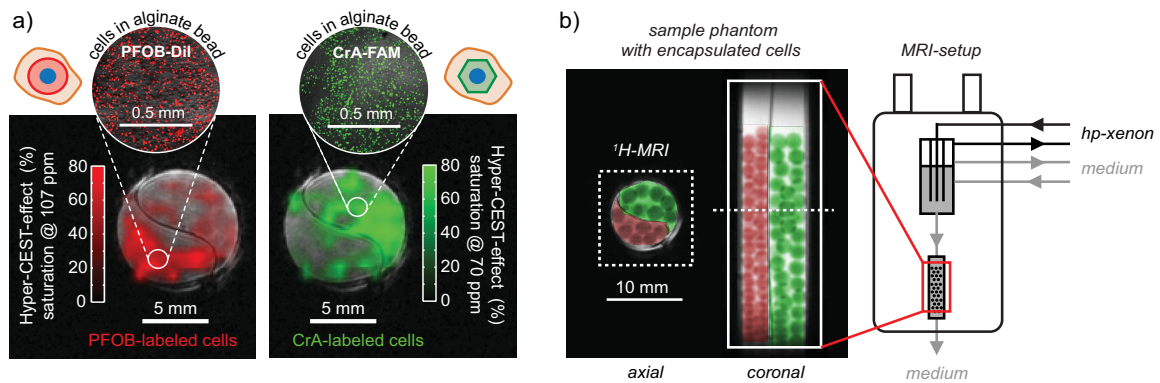 a)
cells in alginate bead
PFOB-DiI
0.5 mm
cells in alginate bead
CrA-FAM
0.5 mm
Hyper-CEST-effect (%)
saturation @ 107 ppm
80
60
40
20
0
5 mm
PFOB-labeled cells
80
60
40
20
0
Hyper-CEST-effect (%)
saturation @ 70 ppm
5 mm
CrA-labeled cells
b)
sample phantom
with encapsulated cells
MRI-setup
¹H-MRI
10 mm
axial
coronal
hp-xenon
medium
medium